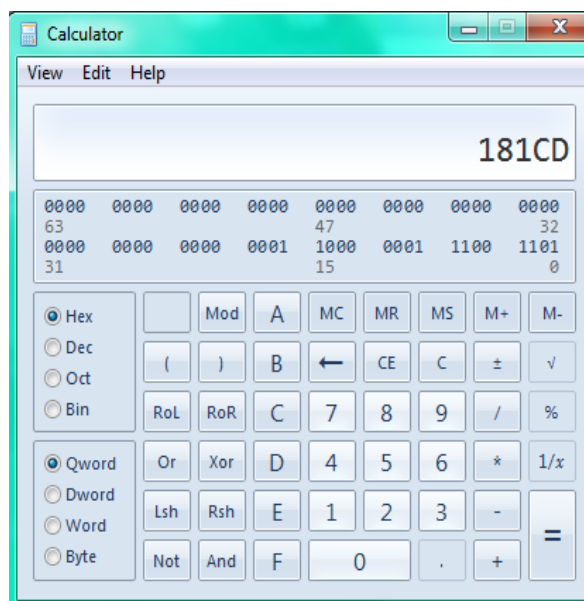 Calculator
View Edit Help
181CD
0000 0000 0000 0000 0000 0000 0000 0000
63 47 32
0000 0000 0000 0001 1000 0001 1100 1101
31 15 0
Hex Mod A MC MR MS M+ M-
Dec ( ) B ← CE C ± √
Oct
Bin RoL RoR C 7 8 9 / %
Qword Or Xor D 4 5 6 * 1/x
Dword
Word Lsh Rsh E 1 2 3 - =
Byte Not And F 0 . +